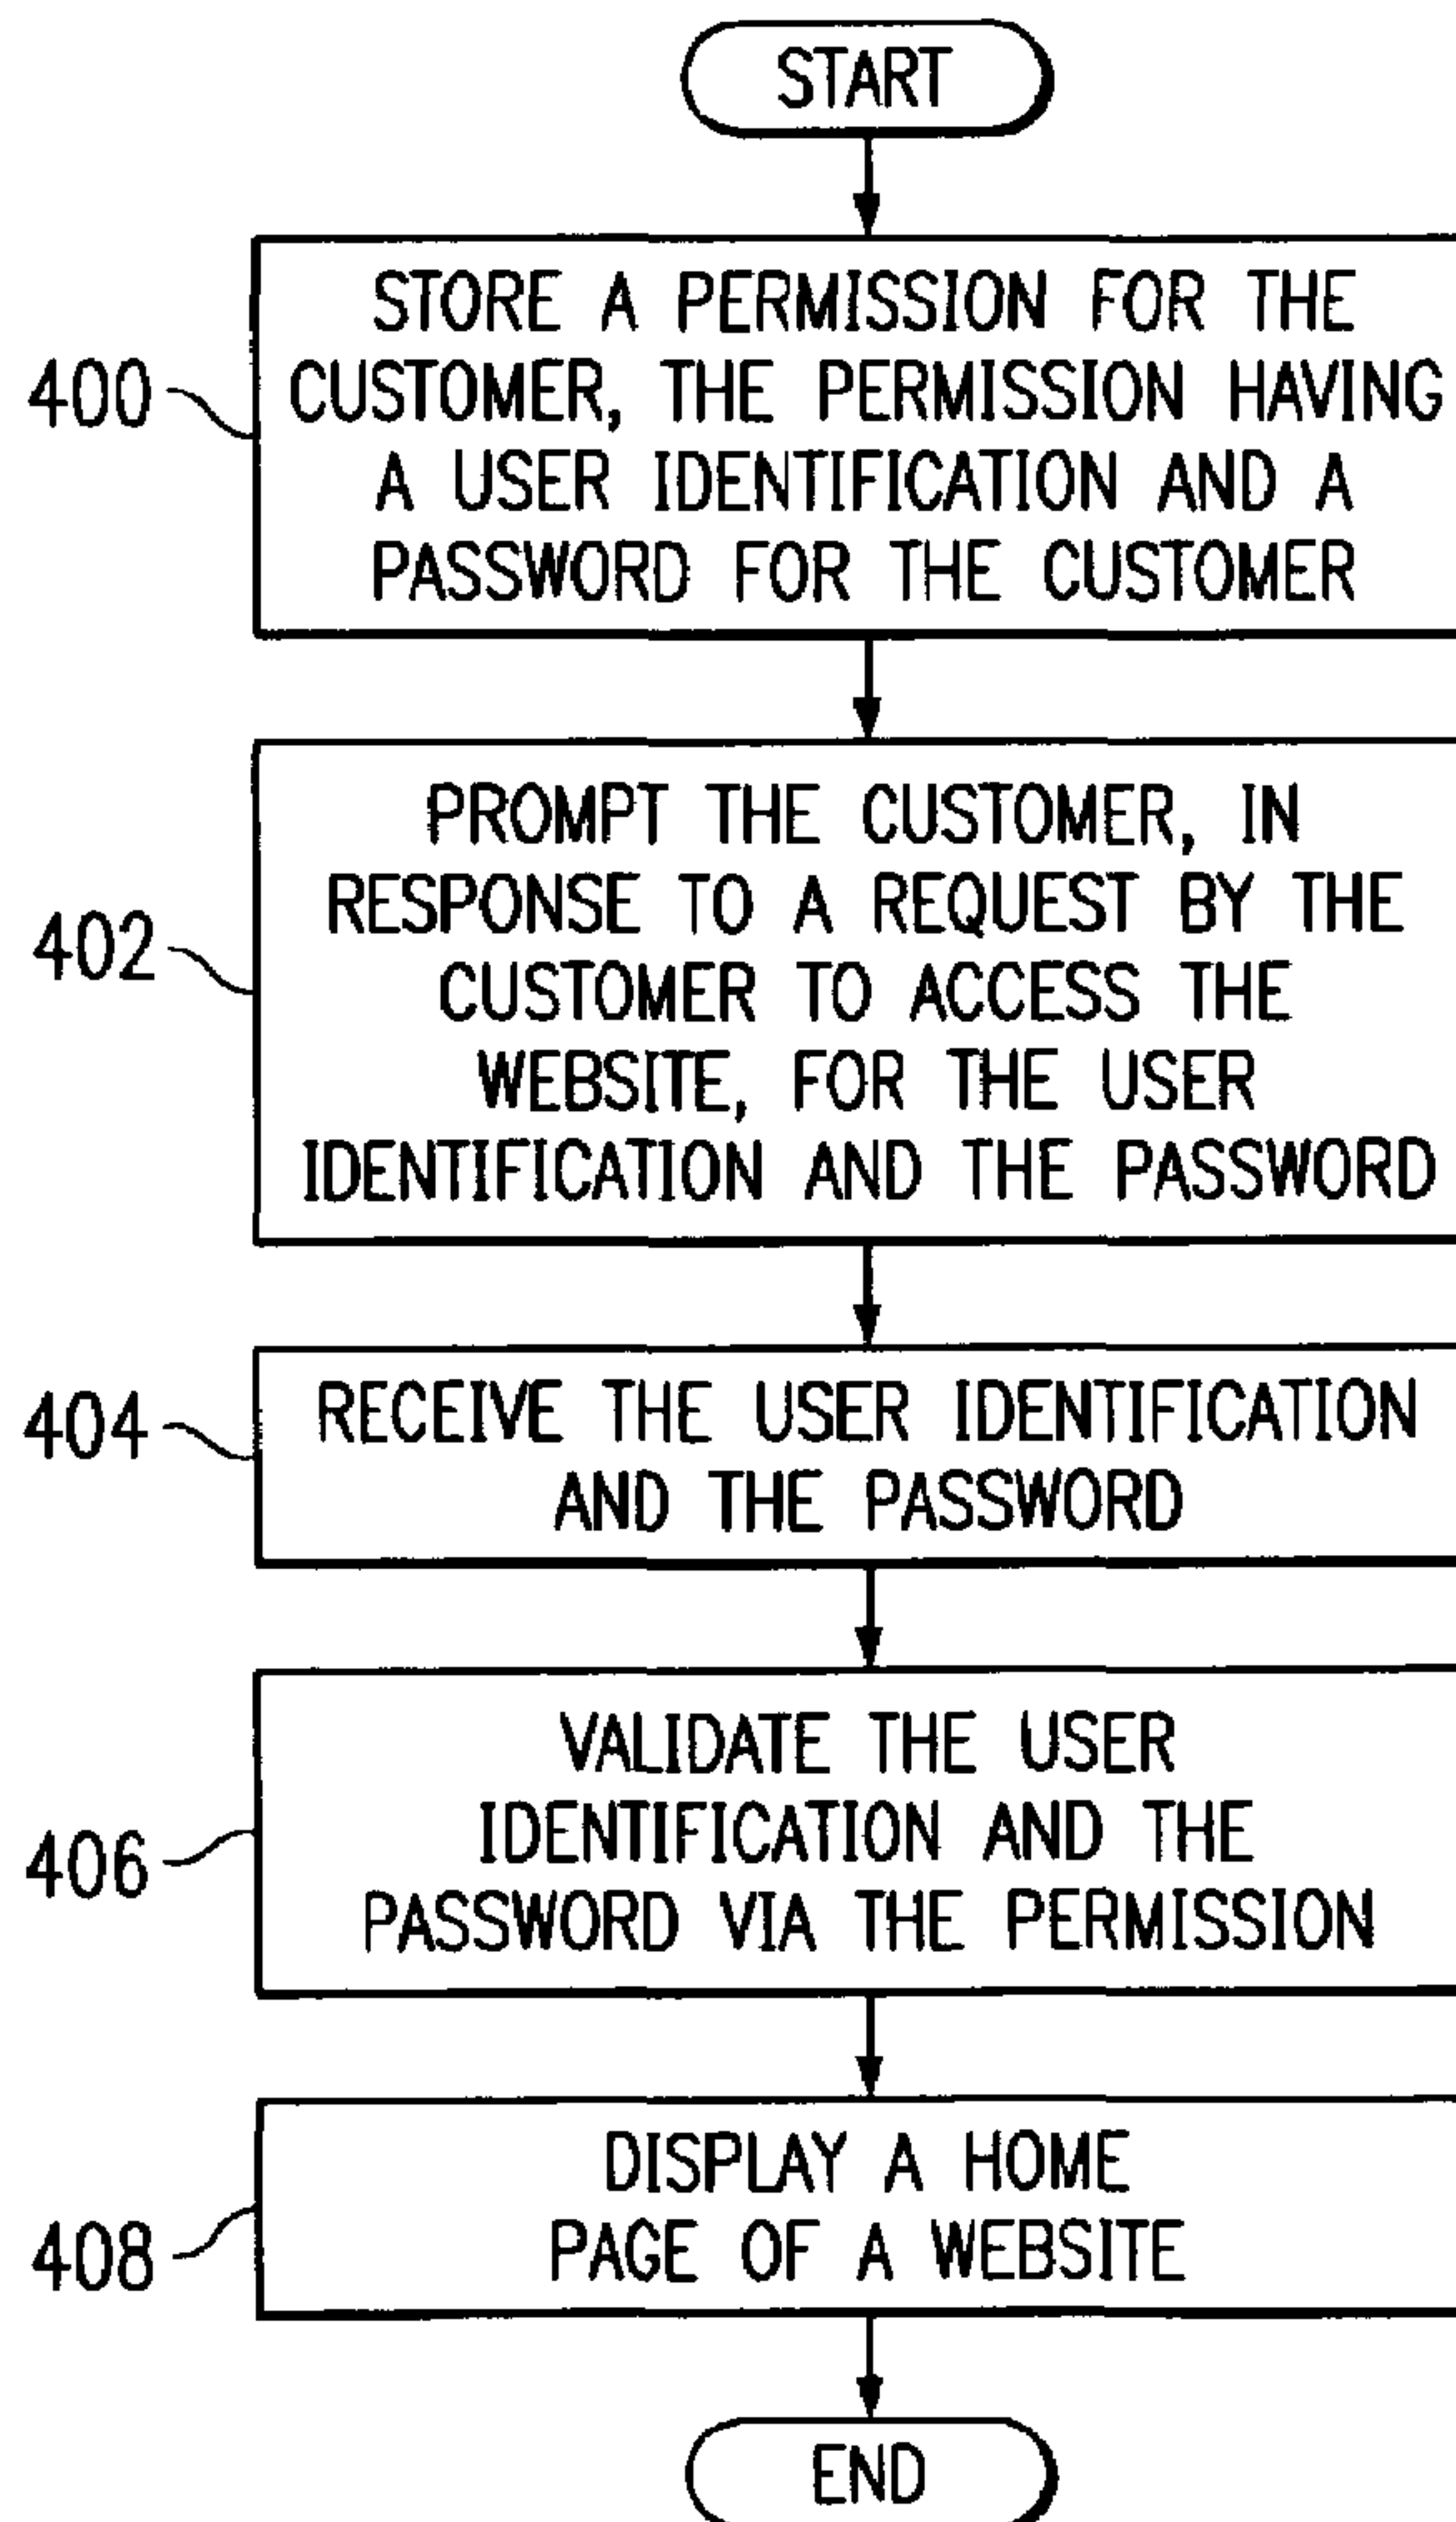 START
400
STORE A PERMISSION FOR THE
CUSTOMER, THE PERMISSION HAVING
A USER IDENTIFICATION AND A
PASSWORD FOR THE CUSTOMER
402
PROMPT THE CUSTOMER, IN
RESPONSE TO A REQUEST BY THE
CUSTOMER TO ACCESS THE
WEBSITE, FOR THE USER
IDENTIFICATION AND THE PASSWORD
404
RECEIVE THE USER IDENTIFICATION
AND THE PASSWORD
406
VALIDATE THE USER
IDENTIFICATION AND THE
PASSWORD VIA THE PERMISSION
408
DISPLAY A HOME
PAGE OF A WEBSITE
END